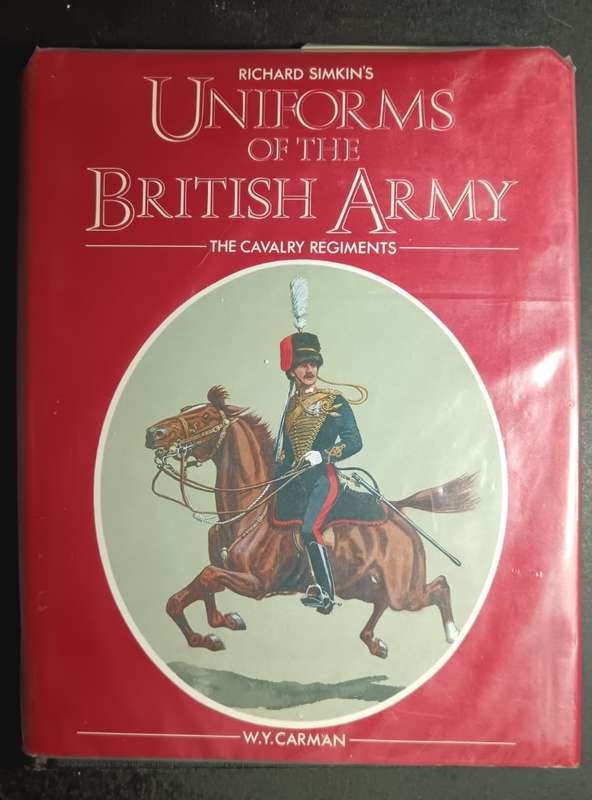 RICHARD SIMKIN'S
UNIFORMS
OF THE
BRITISH ARMY
THE CAVALRY REGIMENTS
W.Y.CARMAN